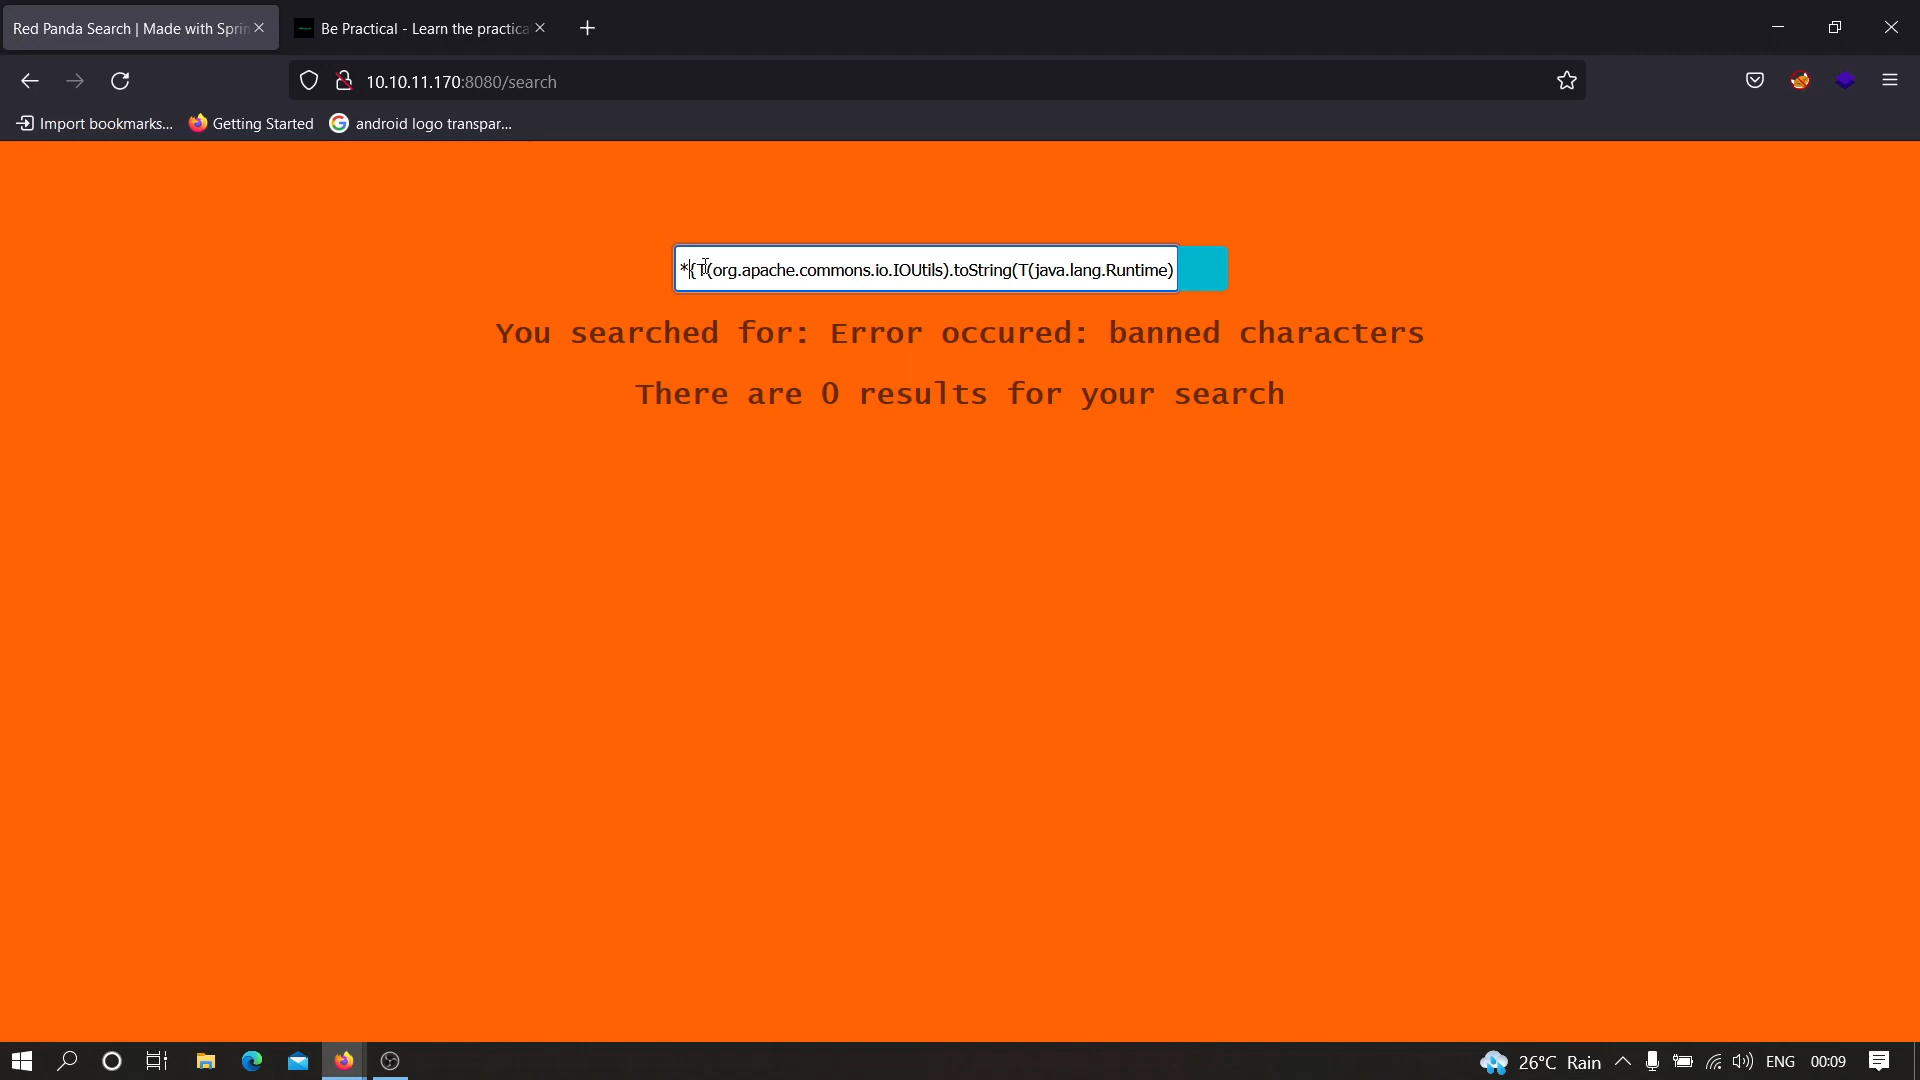 Red Panda Search | Made with Sprin
Be Practical - Learn the practica
10.10.11.170:8080/search
Import bookmarks...
Getting Started
android logo transpar...
*{T(org.apache.commons.io.IOUtils).toString(T(java.lang.Runtime)
You searched for: Error occured: banned characters
There are 0 results for your search
26°C Rain
ENG
00:09